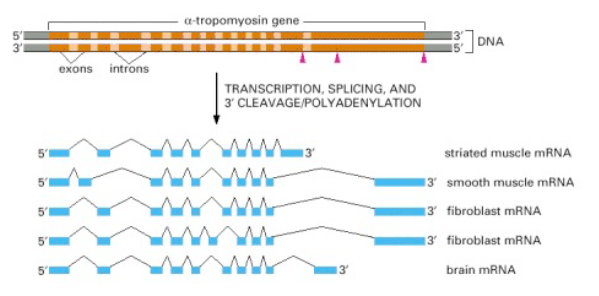 α-tropomyosin gene
5′ 3′
3′ 5′
DNA
exons introns
TRANSCRIPTION, SPLICING, AND
3′ CLEAVAGE/POLYADENYLATION
5′ 3′ striated muscle mRNA
5′ 3′ smooth muscle mRNA
5′ 3′ fibroblast mRNA
5′ 3′ fibroblast mRNA
5′ 3′ brain mRNA